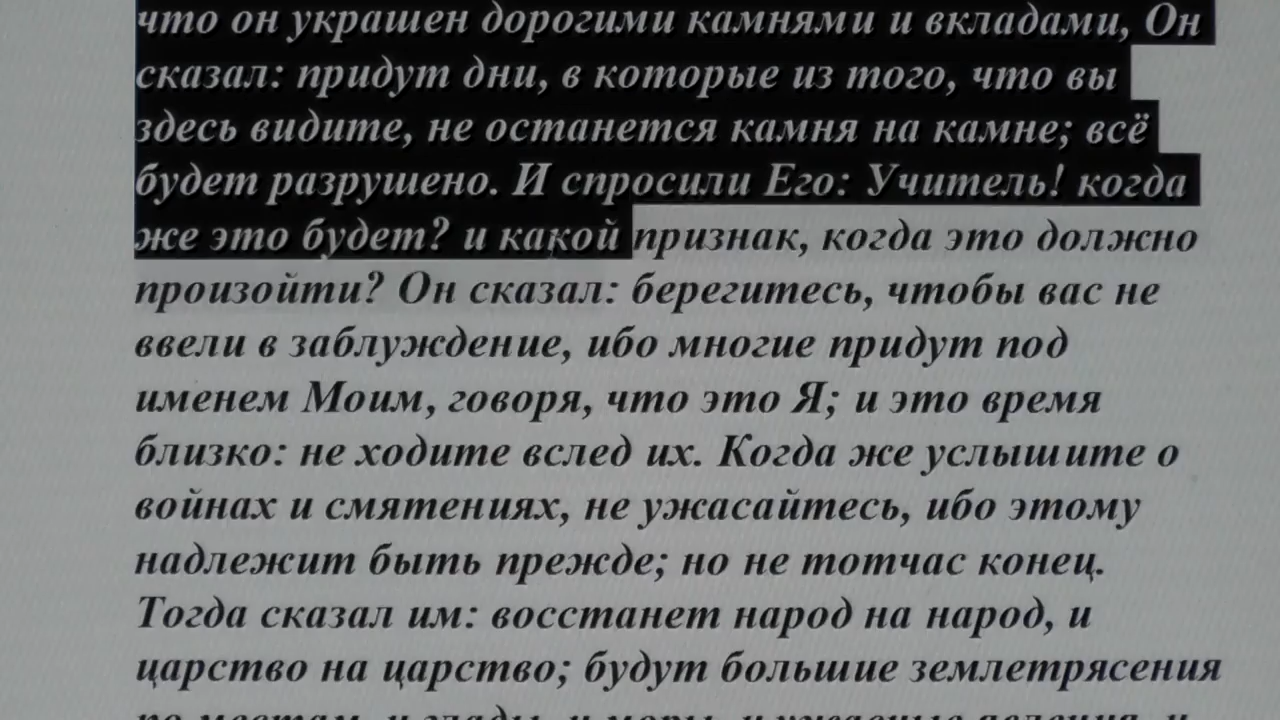 что он украшен дорогими камнями и вкладами, Он
сказал: придут дни, в которые из того, что вы
здесь видите, не останется камня на камне; всё
будет разрушено. И спросили Его: Учитель! когда
же это будет? и какой признак, когда это должно
произойти? Он сказал: берегитесь, чтобы вас не
ввели в заблуждение, ибо многие придут под
именем Моим, говоря, что это Я; и это время
близко: не ходите вслед их. Когда же услышите о
войнах и смятениях, не ужасайтесь, ибо этому
надлежит быть прежде; но не тотчас конец.
Тогда сказал им: восстанет народ на народ, и
царство на царство; будут большие землетрясения